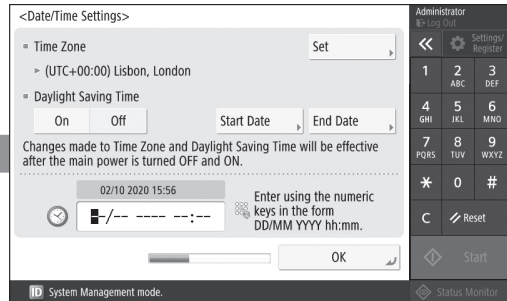 <Date/Time Settings>
Time Zone
Set
(UTC+00:00) Lisbon, London
Daylight Saving Time
On
Off
Start Date
End Date
Changes made to Time Zone and Daylight Saving Time will be effective
after the main power is turned OFF and ON.
02/10 2020 15:56
-/-- ---- --:--
Enter using the numeric
keys in the form
DD/MM YYYY hh:mm.
OK
ID System Management mode.
Administrator
Log Out
Settings/
Register
1
2
ABC
3
DEF
4
GHI
5
JKL
6
MNO
7
PQRS
8
TUV
9
WXYZ
*
0
#
C
Reset
Start
Status Monitor